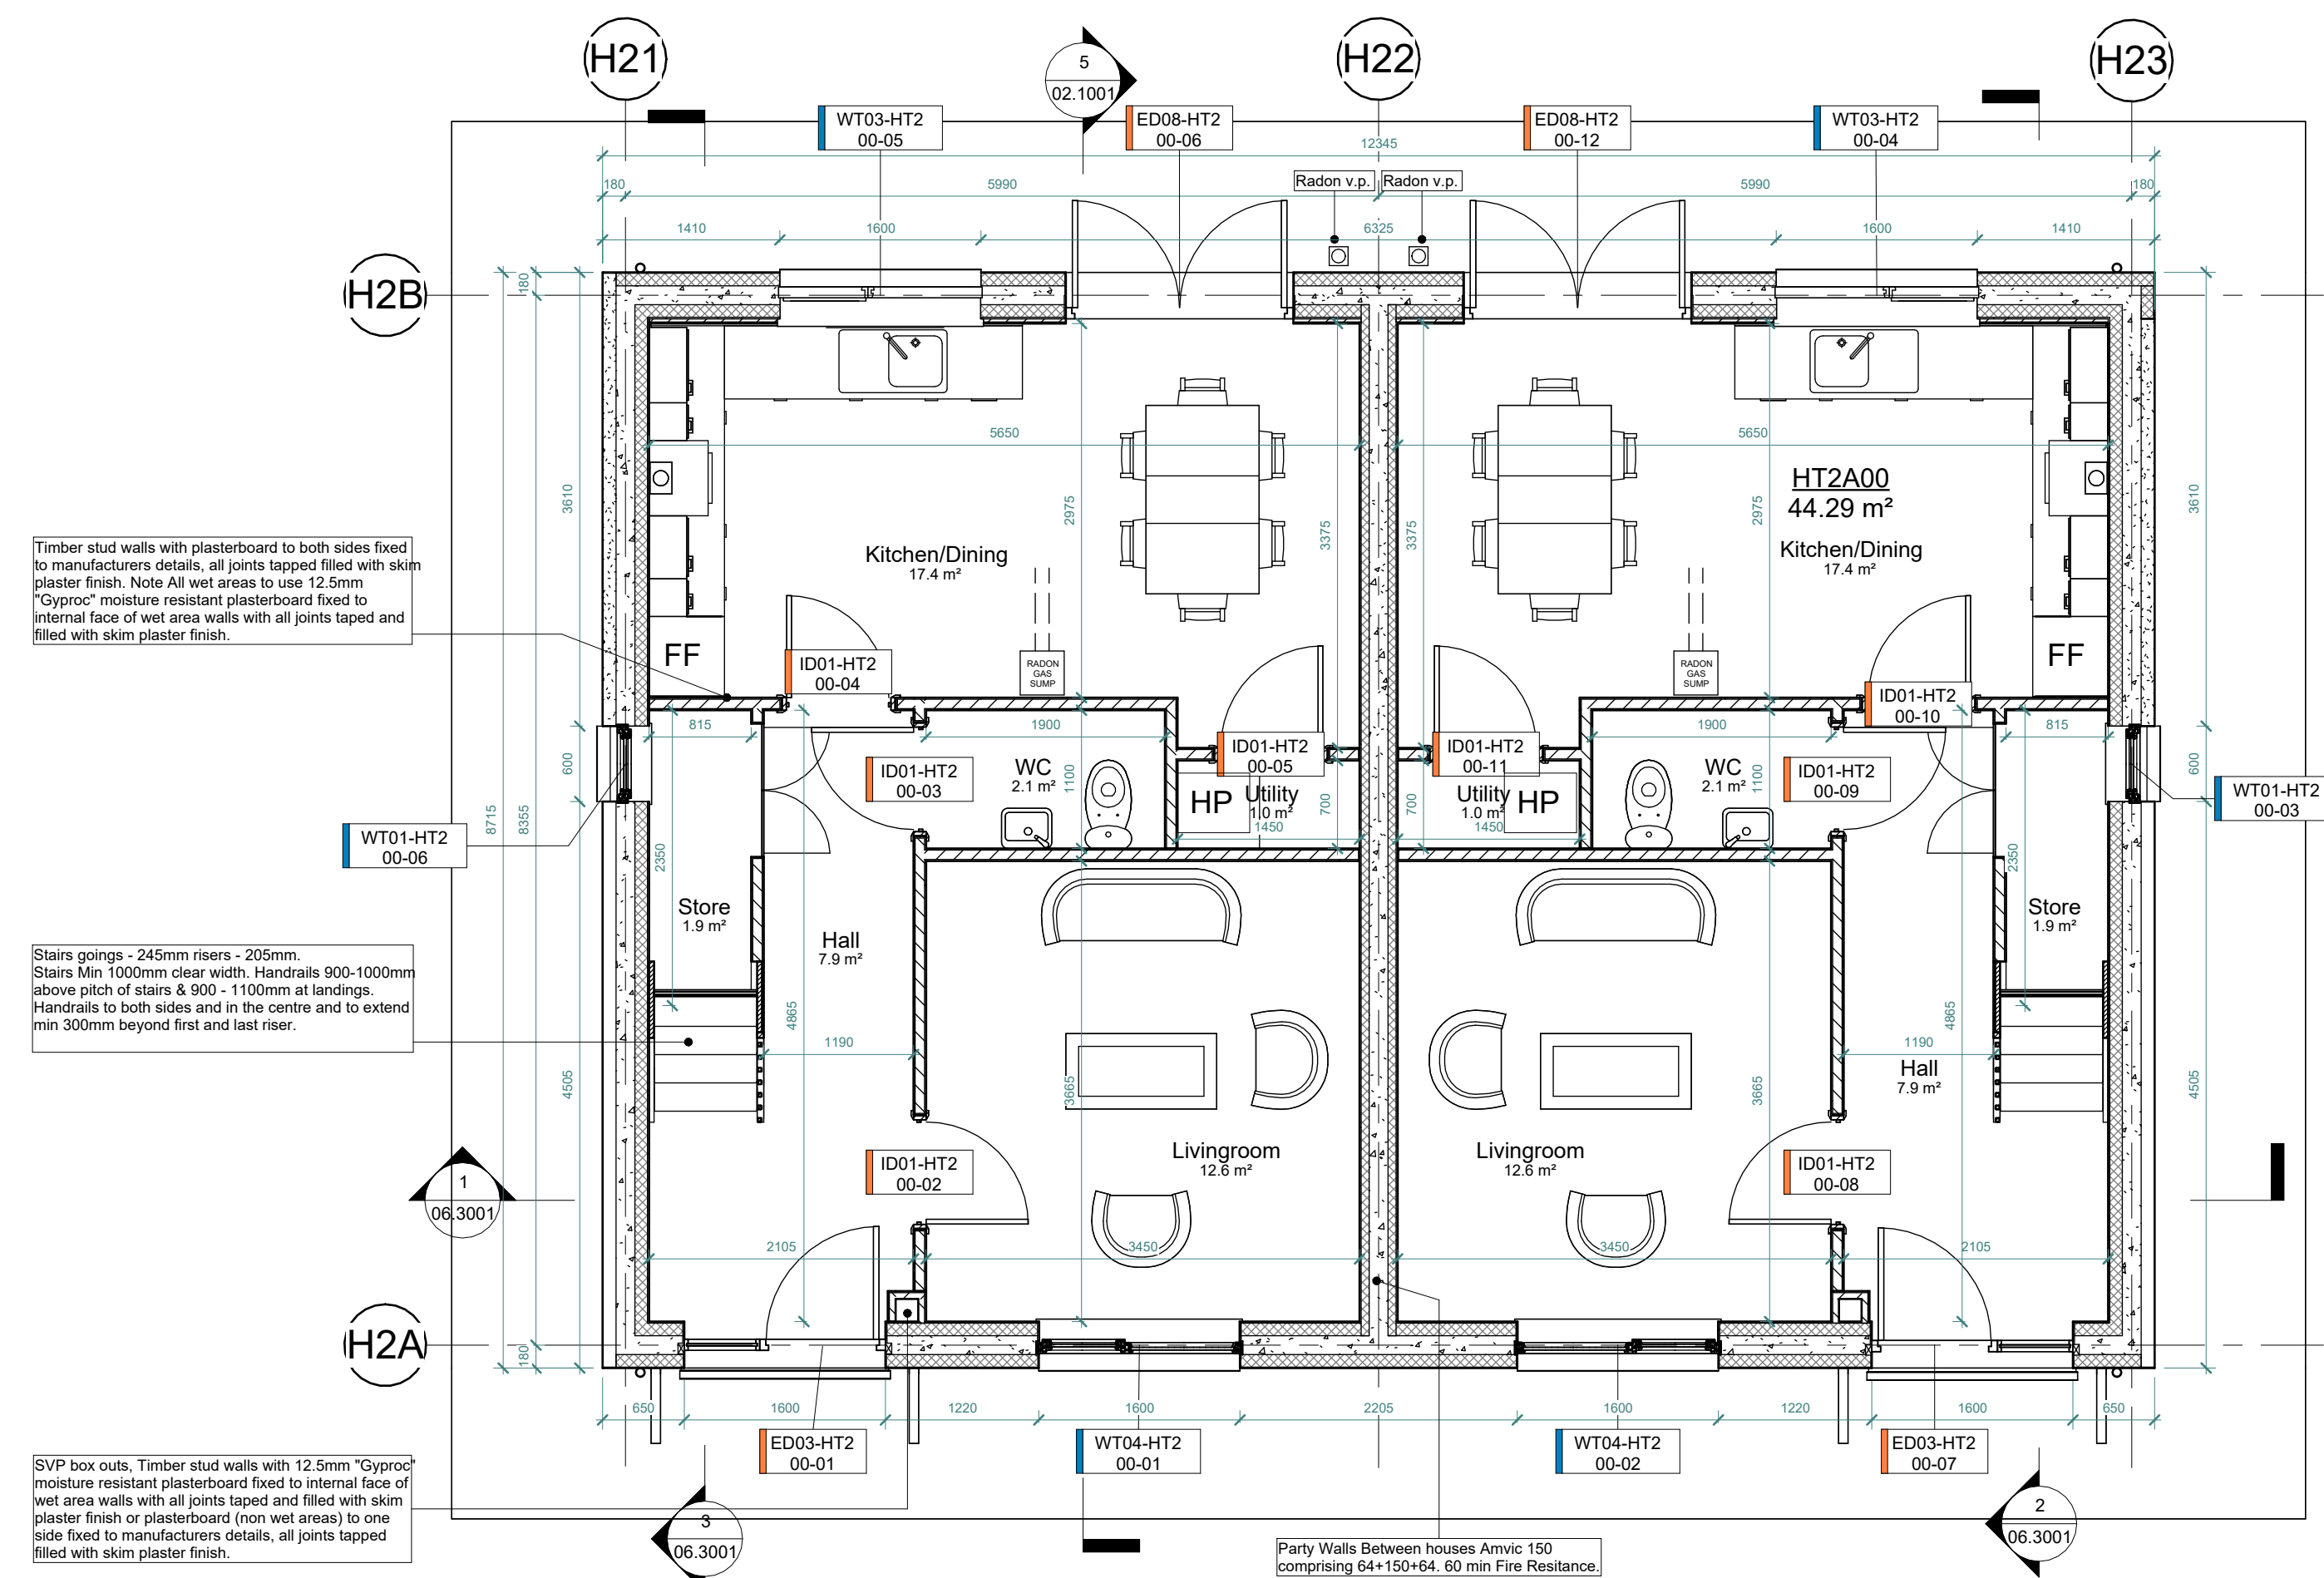 H21
H22
H23
5
02.1001
WT03-HT2
00-05
ED08-HT2
00-06
ED08-HT2
00-12
WT03-HT2
00-04
12345
180
5990
Radon v.p.
Radon v.p.
5990
180
1410
1600
6325
1600
1410
H2B
180
5650
5650
HT2A00
44.29 m²
3610
2975
3375
3375
2975
3610
Kitchen/Dining
17.4 m²
Kitchen/Dining
17.4 m²
Timber stud walls with plasterboard to both sides fixed
to manufacturers details, all joints tapped filled with skim
plaster finish. Note All wet areas to use 12.5mm
"Gyproc" moisture resistant plasterboard fixed to
internal face of wet area walls with all joints taped and
filled with skim plaster finish.
FF
ID01-HT2
00-04
RADON
GAS
SUMP
RADON
GAS
SUMP
ID01-HT2
00-10
FF
815
1900
1900
815
ID01-HT2
00-05
ID01-HT2
00-11
600
ID01-HT2
00-03
WC
2.1 m²
1100
HP
Utility
1.0 m²
1450
700
700
Utility
1.0 m²
1450
HP
WC
2.1 m²
1100
ID01-HT2
00-09
600
WT01-HT2
00-03
8715
8355
WT01-HT2
00-06
2350
2350
Store
1.9 m²
Hall
7.9 m²
Store
1.9 m²
Stairs goings - 245mm risers - 205mm.
Stairs Min 1000mm clear width. Handrails 900-1000mm
above pitch of stairs & 900 - 1100mm at landings.
Handrails to both sides and in the centre and to extend
min 300mm beyond first and last riser.
4865
4865
1190
1190
4505
3665
3665
Hall
7.9 m²
4505
Livingroom
12.6 m²
Livingroom
12.6 m²
ID01-HT2
00-02
ID01-HT2
00-08
1
06.3001
2105
3450
3450
2105
H2A
180
650
1600
1220
1600
2205
1600
1220
1600
650
ED03-HT2
00-01
WT04-HT2
00-01
WT04-HT2
00-02
ED03-HT2
00-07
SVP box outs, Timber stud walls with 12.5mm "Gyproc"
moisture resistant plasterboard fixed to internal face of
wet area walls with all joints taped and filled with skim
plaster finish or plasterboard (non wet areas) to one
side fixed to manufacturers details, all joints tapped
filled with skim plaster finish.
3
06.3001
2
06.3001
Party Walls Between houses Amvic 150
comprising 64+150+64. 60 min Fire Resitance.